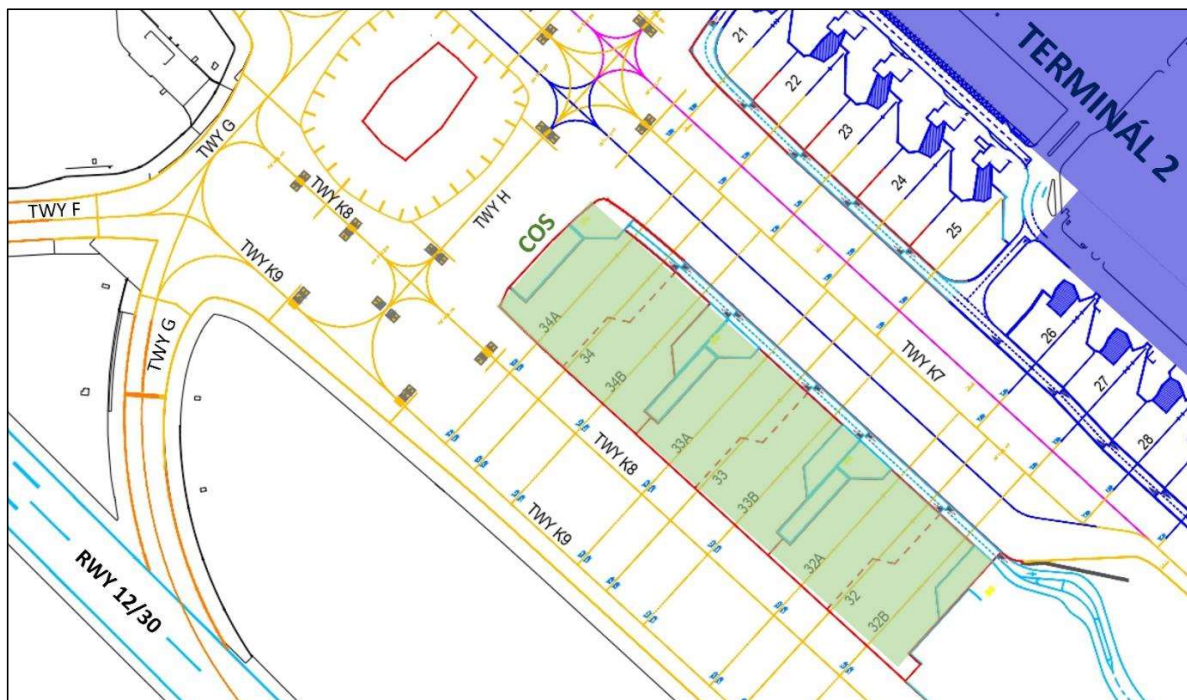 TERMINÁL 2
21
22
23
24
25
26
27
28
TWY G
TWY F
TWY K8
TWY H
TWY K9
TWY G
COS
TWY K7
34A
34
34B
33A
33
33B
32A
32
32B
TWY K8
TWY K9
RWY 12/30